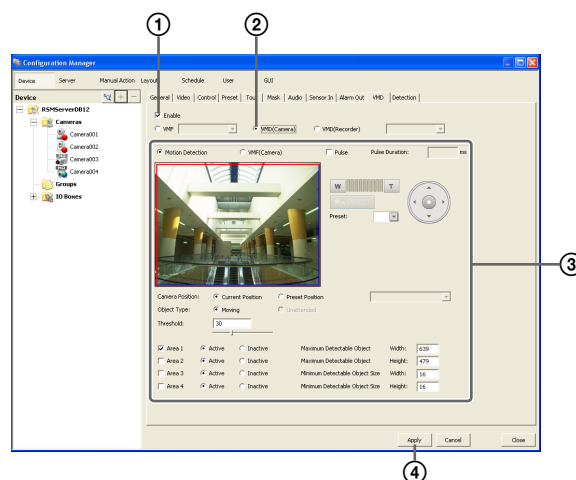 1 2
Configuration Manager
Device Server Manual Action Layout Schedule User GUI
Device
General Video Control Preset Tour Mask Audio Sensor In Alarm Out VMD Detection
RSMServerDB12
Cameras
Camera001
Camera002
Camera003
Camera004
Groups
IO Boxes
Enable
VMF VMD(Camera) VMD(Recorder)
Motion Detection VMF(Camera) Pulse Pulse Duration: ms
W T
Preset:
3
Camera Position: Current Position Preset Position
Object Type: Moving Unattended
Threshold: 30
Area 1 Active Inactive Maximum Detectable Object Width: 639
Area 2 Active Inactive Maximum Detectable Object Height: 479
Area 3 Active Inactive Minimum Detectable Object Size Width: 16
Area 4 Active Inactive Minimum Detectable Object Size Height: 16
Apply Cancel Close
4